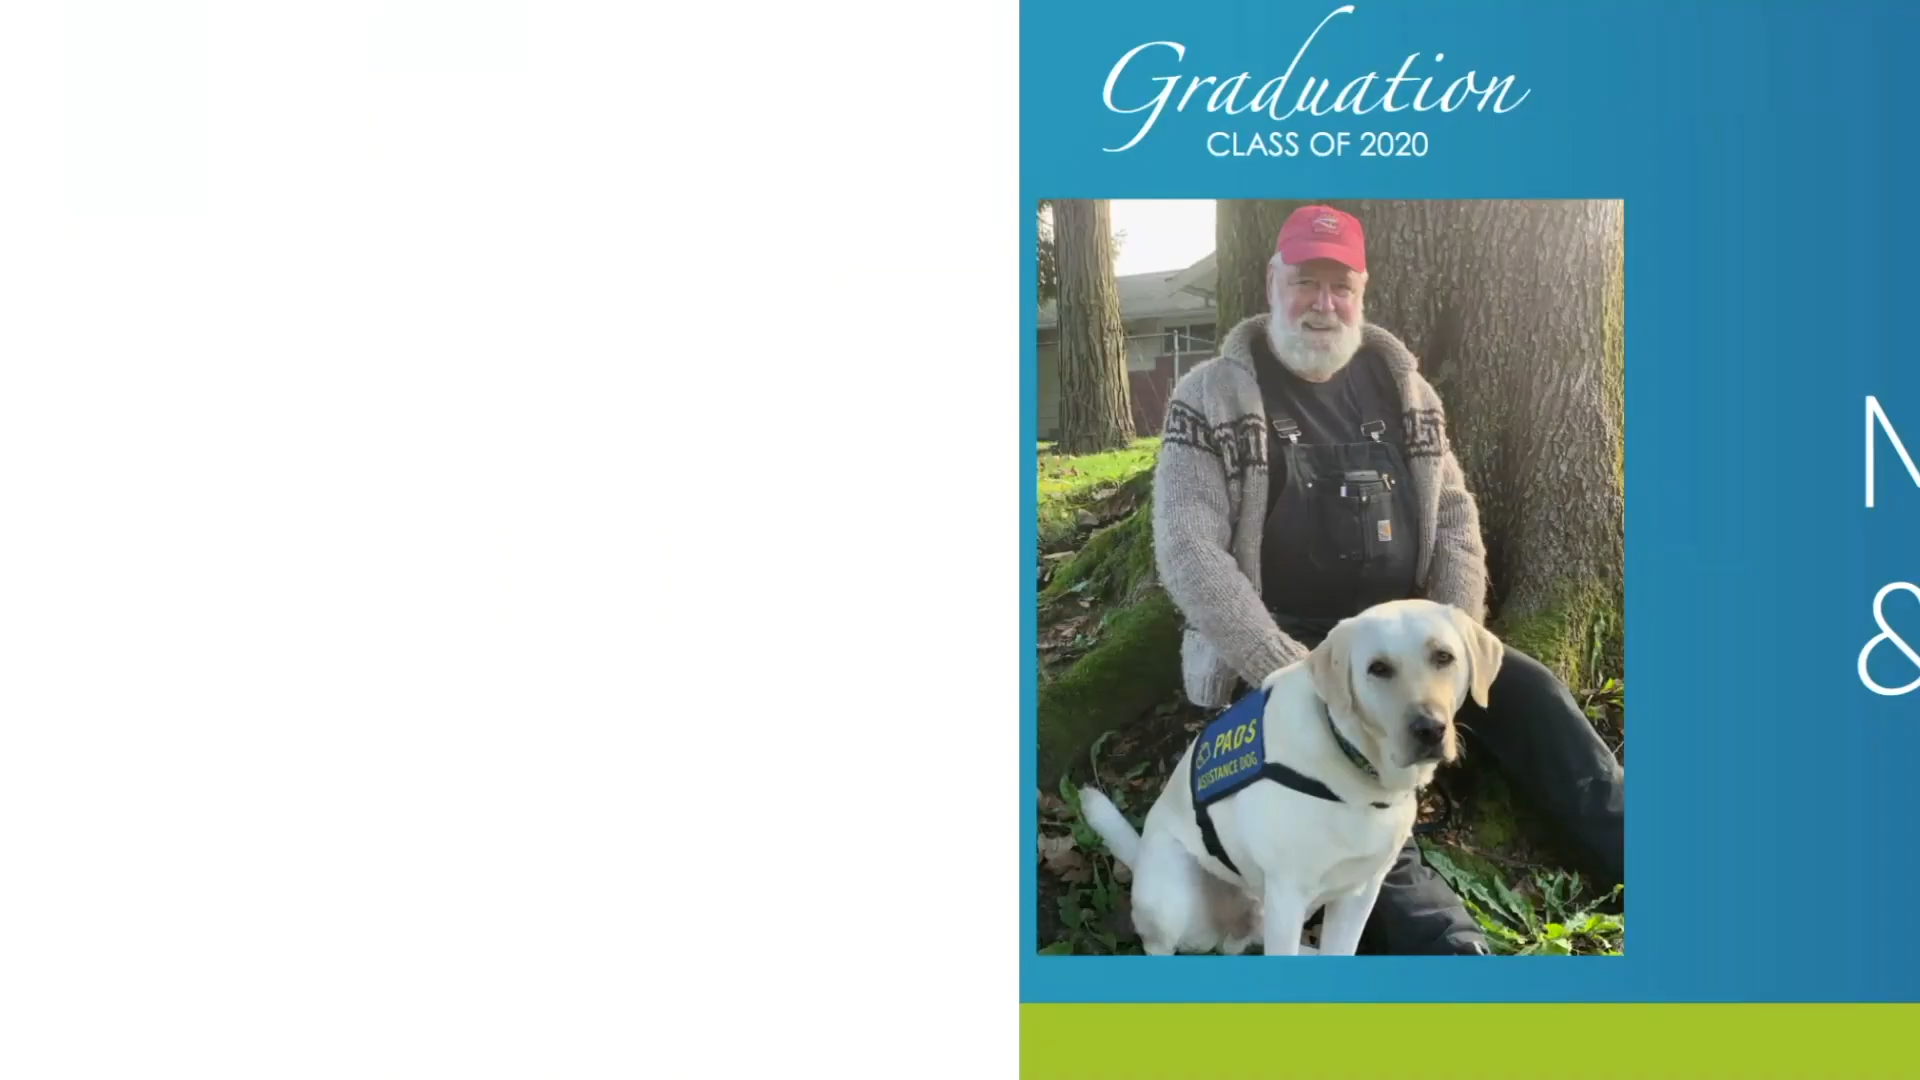 Graduation
CLASS OF 2020
N
&
PADS
ASSISTANCE DOG